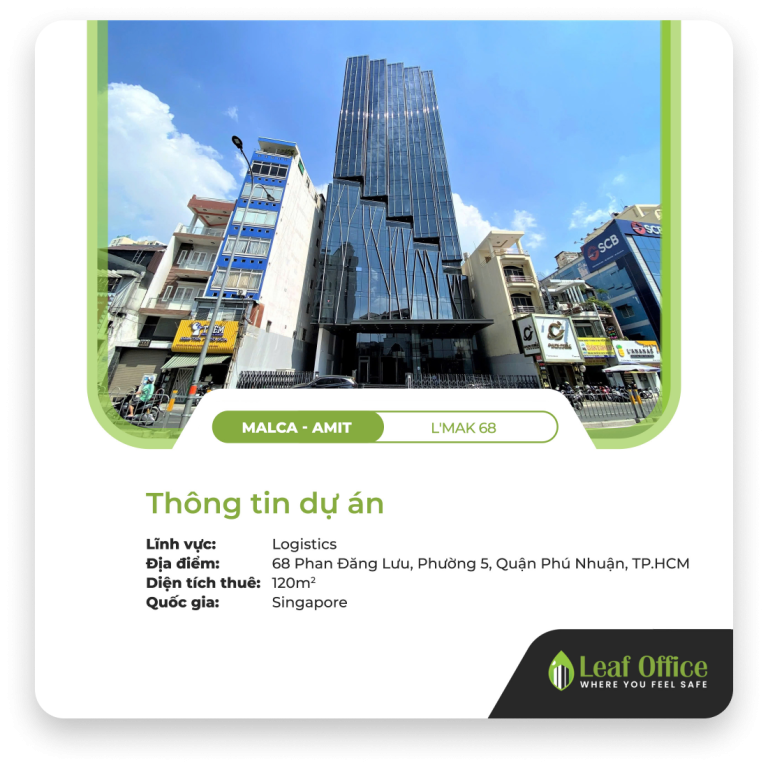 SCB
MALCA - AMIT
L'MAK 68
Thông tin dự án
Lĩnh vực: Logistics
Địa điểm: 68 Phan Đăng Lưu, Phường 5, Quận Phú Nhuận, TP.HCM
Diện tích thuê: 120m²
Quốc gia: Singapore
Leaf Office
WHERE YOU FEEL SAFE